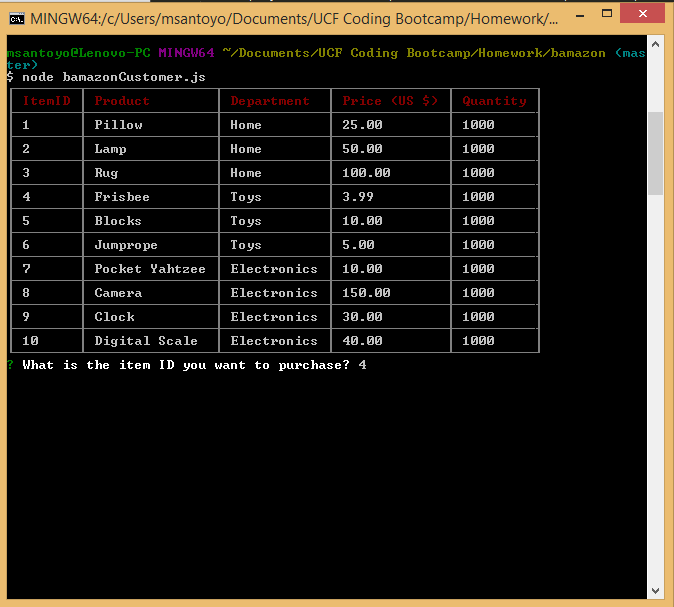 MINGW64:/c/Users/msantoyo/Documents/UCF Coding Bootcamp/Homework/...
msantoyo@Lenovo-PC MINGW64 ~/Documents/UCF Coding Bootcamp/Homework/bamazon (mas
ter)
$ node bamazonCustomer.js
ItemID Product Department Price (US $) Quantity
1 Pillow Home 25.00 1000
2 Lamp Home 50.00 1000
3 Rug Home 100.00 1000
4 Frisbee Toys 3.99 1000
5 Blocks Toys 10.00 1000
6 Jumprope Toys 5.00 1000
7 Pocket Yahtzee Electronics 10.00 1000
8 Camera Electronics 150.00 1000
9 Clock Electronics 30.00 1000
10 Digital Scale Electronics 40.00 1000
? What is the item ID you want to purchase? 4